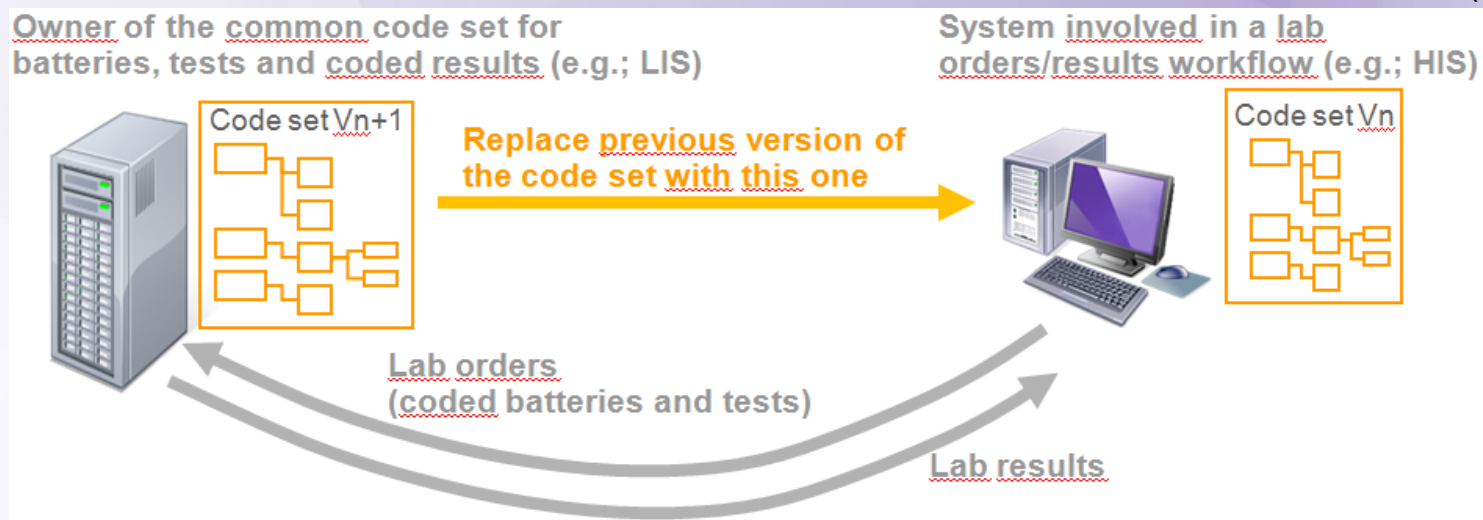 Owner of the common code set for
batteries, tests and coded results (e.g.; LIS)
System involved in a lab
orders/results workflow (e.g.; HIS)
Code set Vn+1
Replace previous version of
the code set with this one
Code set Vn
Lab orders
(coded batteries and tests)
Lab results